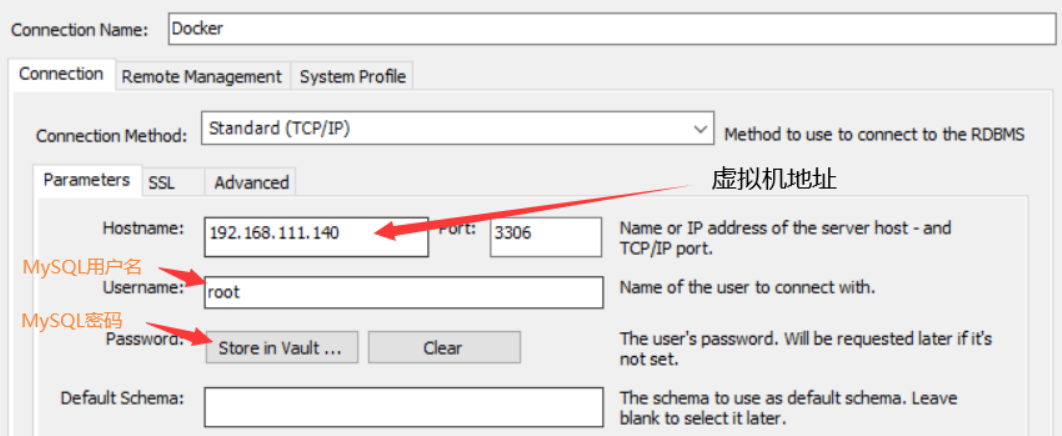 Connection Name: Docker
Connection Remote Management System Profile
Connection Method: Standard (TCP/IP) Method to use to connect to the RDBMS
Parameters SSL Advanced
虚拟机地址
Hostname: 192.168.111.140 Port: 3306 Name or IP address of the server host - and
TCP/IP port.
MySQL用户名
Username: root Name of the user to connect with.
MySQL密码
Password: Store in Vault ... Clear The user's password. Will be requested later if it's
not set.
Default Schema: The schema to use as default schema. Leave
blank to select it later.